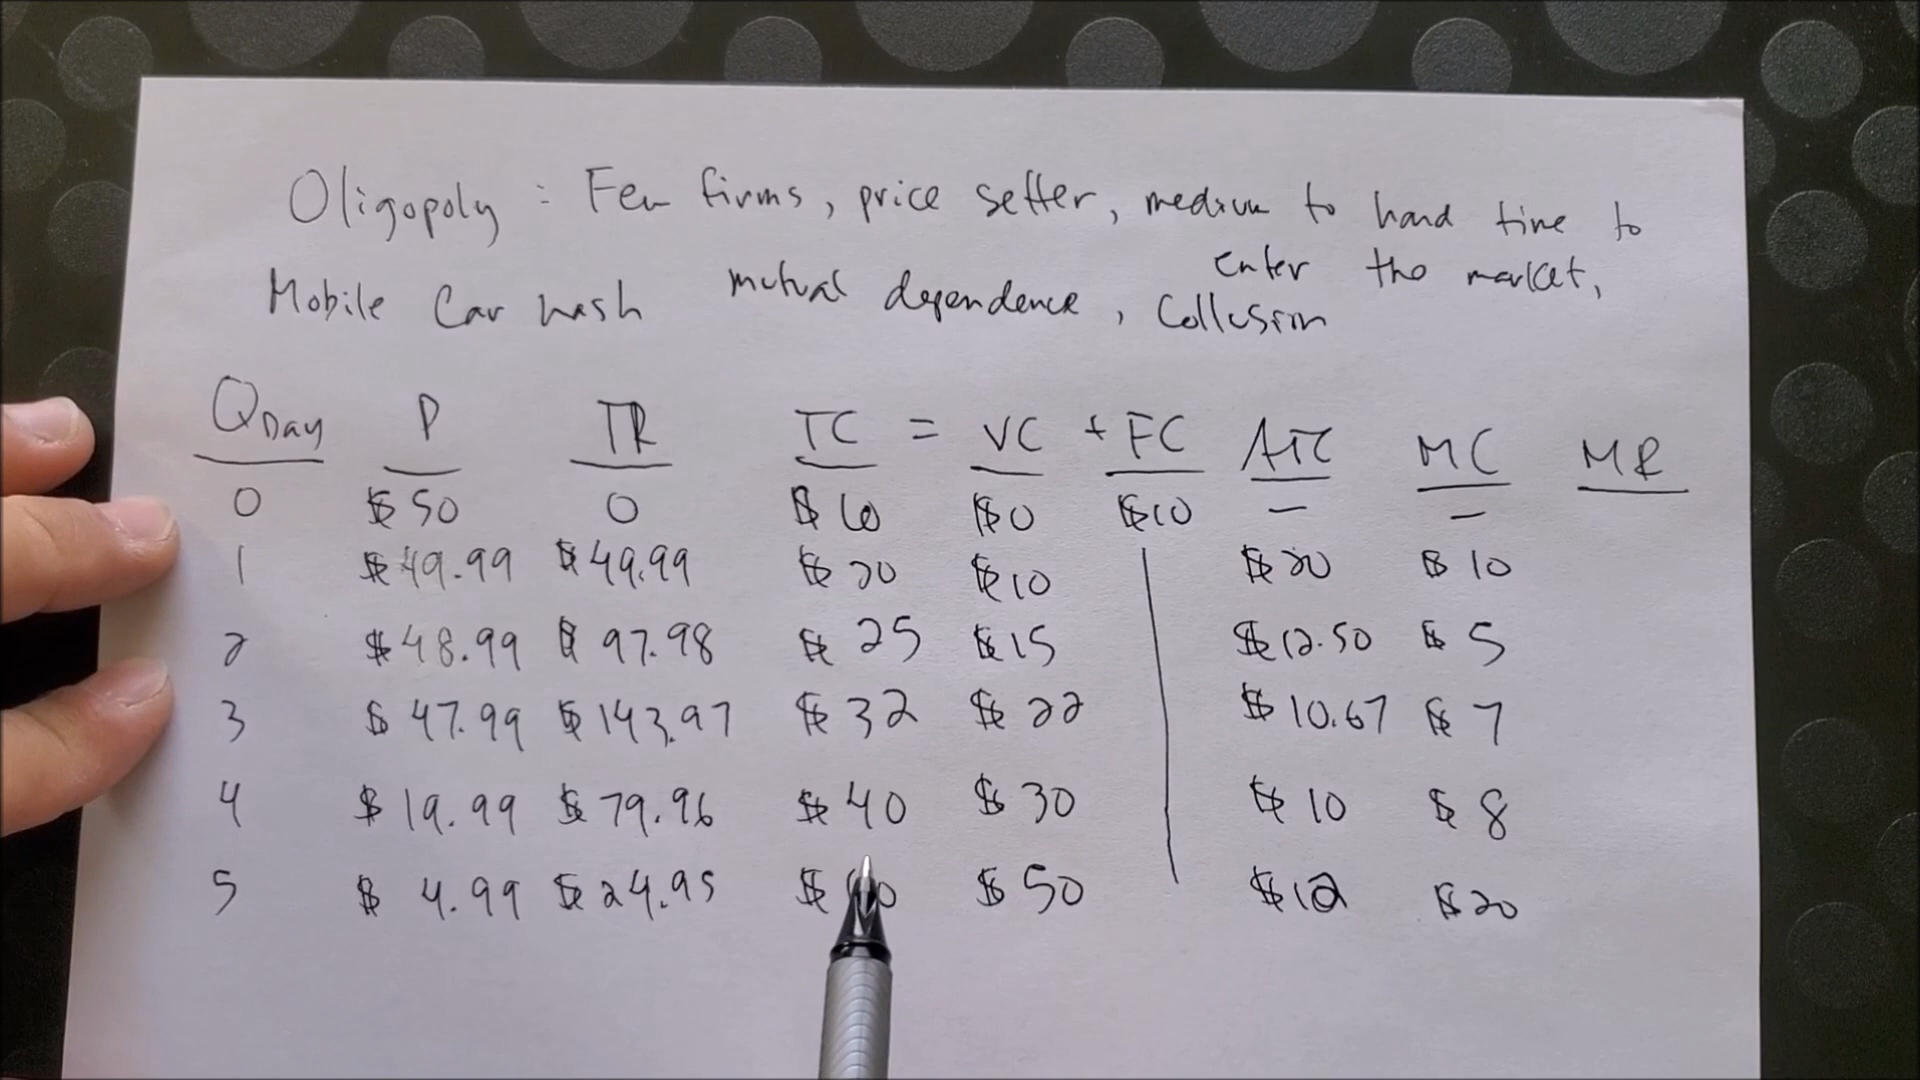 Oligopoly : Few firms, price setter, medium to hard time to
enter the market,
Mobile Car wash mutual dependence, Collusion
QDay P TR TC = VC + FC ATC MC MR
0 $50 0 $10 $0 $10 – –
1 $49.99 $49.99 $20 $10 $20 $10
2 $48.99 $97.98 $25 $15 $12.50 $5
3 $47.99 $143.97 $32 $22 $10.67 $7
4 $19.99 $79.96 $40 $30 $10 $8
5 $4.99 $24.95 $ $50 $12 $20